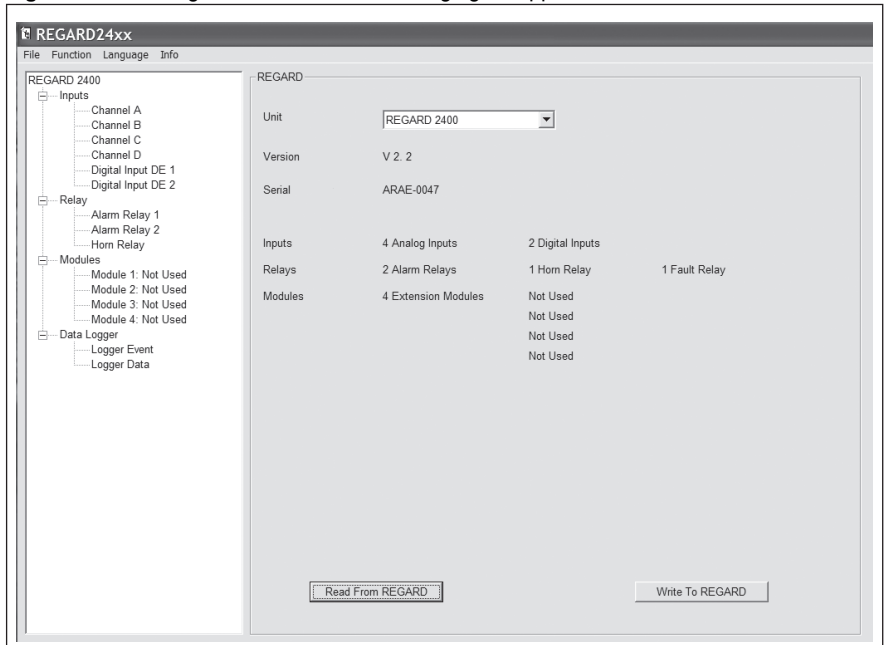 REGARD24xx
File Function Language Info
REGARD 2400
Inputs
Channel A
Channel B
Channel C
Channel D
Digital Input DE 1
Digital Input DE 2
Relay
Alarm Relay 1
Alarm Relay 2
Horn Relay
Modules
Module 1: Not Used
Module 2: Not Used
Module 3: Not Used
Module 4: Not Used
Data Logger
Logger Event
Logger Data
REGARD
Unit REGARD 2400
Version V 2. 2
Serial ARAE-0047
Inputs 4 Analog Inputs 2 Digital Inputs
Relays 2 Alarm Relays 1 Horn Relay 1 Fault Relay
Modules 4 Extension Modules Not Used
Not Used
Not Used
Not Used
Read From REGARD Write To REGARD